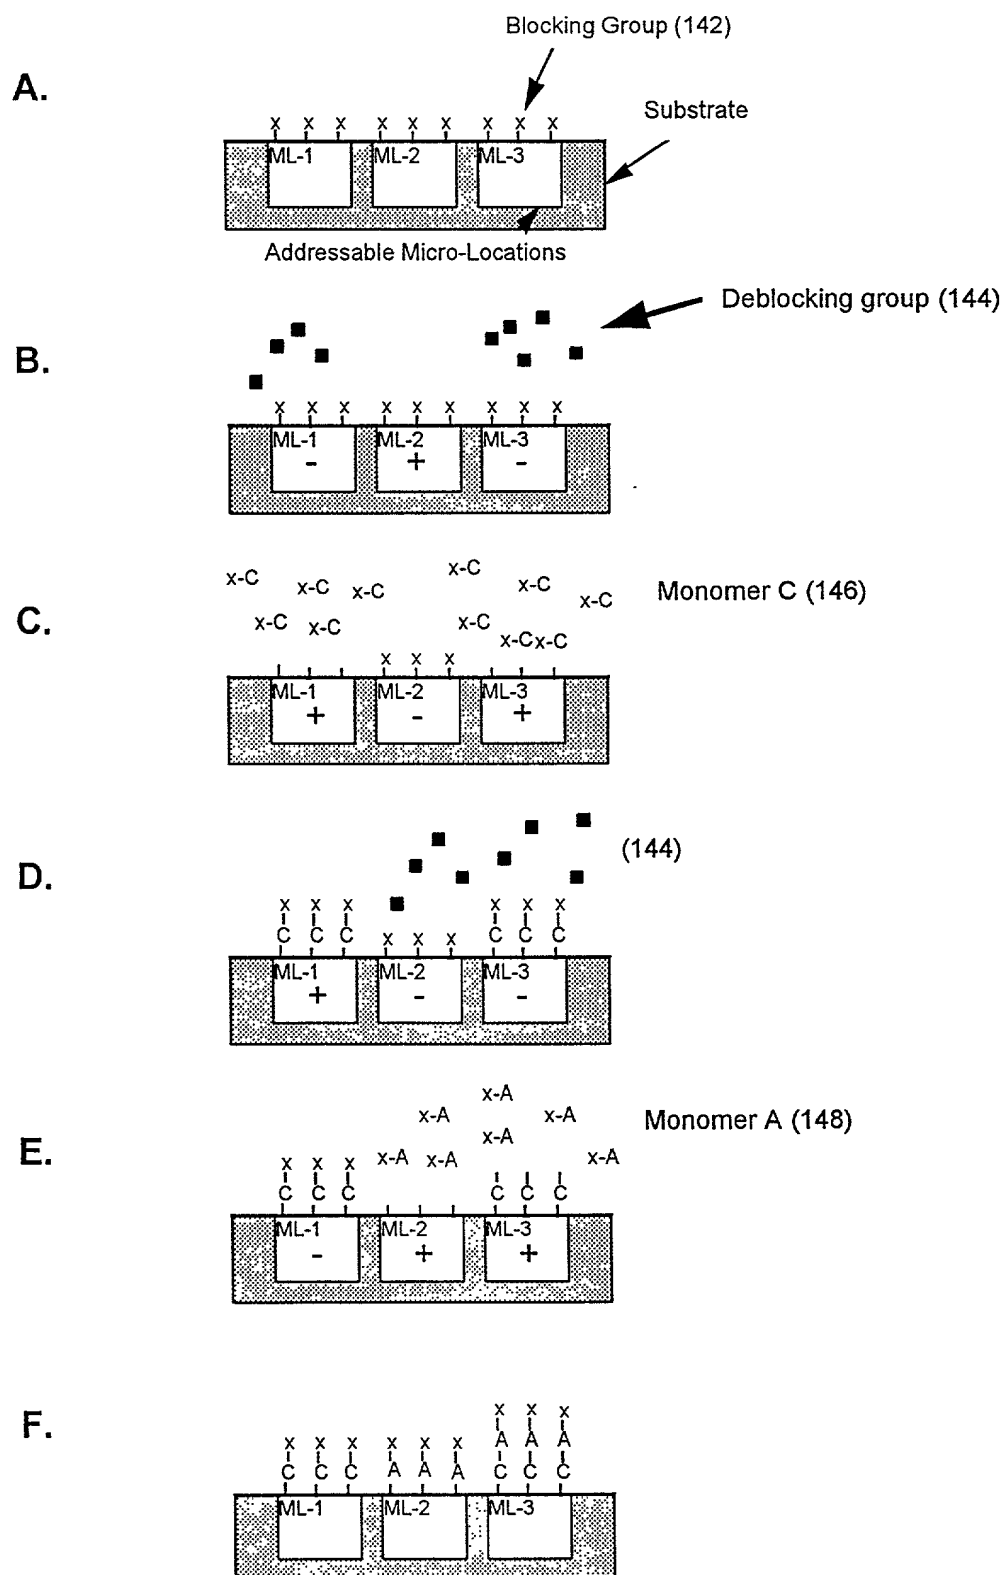 Blocking Group (142)
A.
Substrate
x x x x x x x x x
ML-1 ML-2 ML-3
Addressable Micro-Locations
Deblocking group (144)
B.
x x x x x x x x x
ML-1 ML-2 ML-3
- + -
x-C x-C x-C x-C x-C x-C
Monomer C (146)
C.
x-C x-C x-C x-C x-C
x x x
ML-1 ML-2 ML-3
+ - +
(144)
D.
x x x x x x
C C C x x x C C C
ML-1 ML-2 ML-3
+ - -
x-A
x-A x-A
Monomer A (148)
x-A
E.
x-A x-A x-A
x x x
C C C C C C
ML-1 ML-2 ML-3
- + +
F.
x x x
x x x x x x A A A
C C C A A A C C C
ML-1 ML-2 ML-3